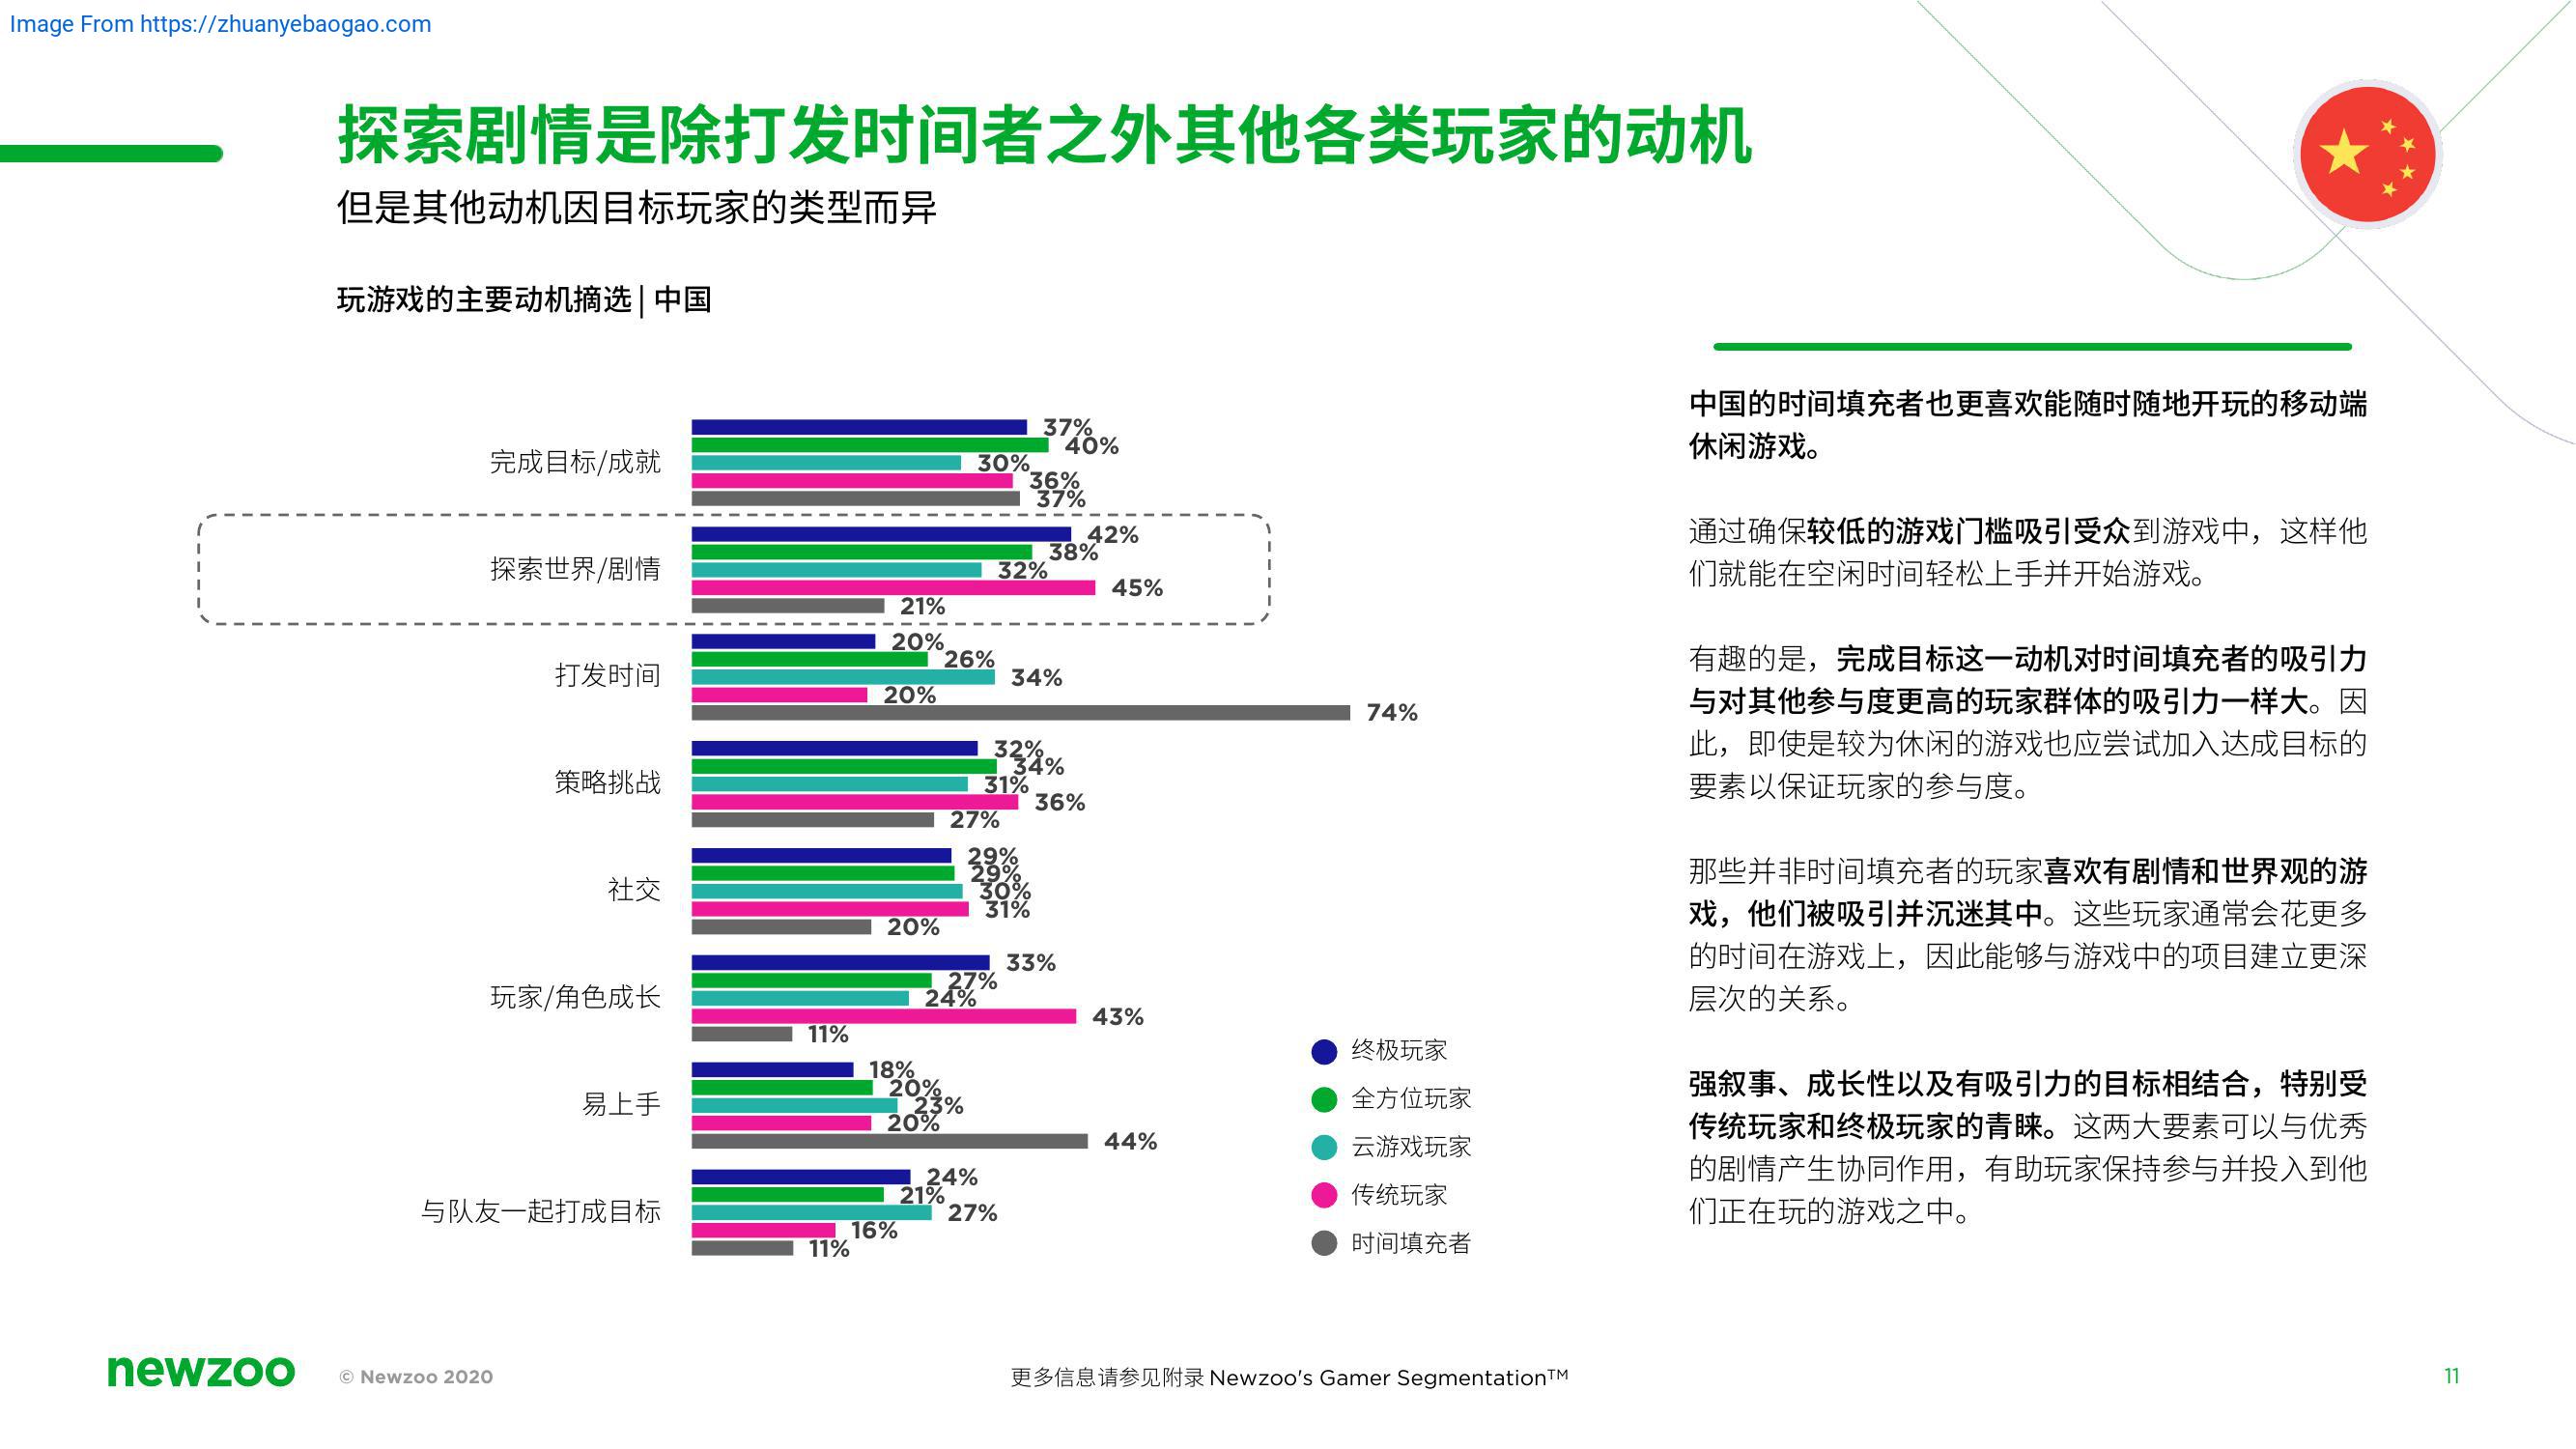 Image From https://zhuanyebaogao.com
探索剧情是除打发时间者之外其他各类玩家的动机
但是其他动机因目标玩家的类型而异
玩游戏的主要动机摘选 | 中国
完成目标/成就
37%
40%
30%
36%
37%
探索世界/剧情
42%
38%
32%
45%
21%
打发时间
20%
26%
34%
20%
74%
策略挑战
32%
34%
31%
36%
27%
社交
29%
29%
30%
31%
20%
玩家/角色成长
33%
27%
24%
43%
11%
易上手
18%
20%
23%
20%
44%
与队友一起打成目标
24%
21%
27%
16%
11%
终极玩家
全方位玩家
云游戏玩家
传统玩家
时间填充者
中国的时间填充者也更喜欢能随时随地开玩的移动端
休闲游戏。
通过确保较低的游戏门槛吸引受众到游戏中，这样他
们就能在空闲时间轻松上手并开始游戏。
有趣的是，完成目标这一动机对时间填充者的吸引力
与对其他参与度更高的玩家群体的吸引力一样大。因
此，即使是较为休闲的游戏也应尝试加入达成目标的
要素以保证玩家的参与度。
那些并非时间填充者的玩家喜欢有剧情和世界观的游
戏，他们被吸引并沉迷其中。这些玩家通常会花更多
的时间在游戏上，因此能够与游戏中的项目建立更深
层次的关系。
强叙事、成长性以及有吸引力的目标相结合，特别受
传统玩家和终极玩家的青睐。这两大要素可以与优秀
的剧情产生协同作用，有助玩家保持参与并投入到他
们正在玩的游戏之中。
newzoo
© Newzoo 2020
更多信息请参见附录 Newzoo's Gamer Segmentation™
11